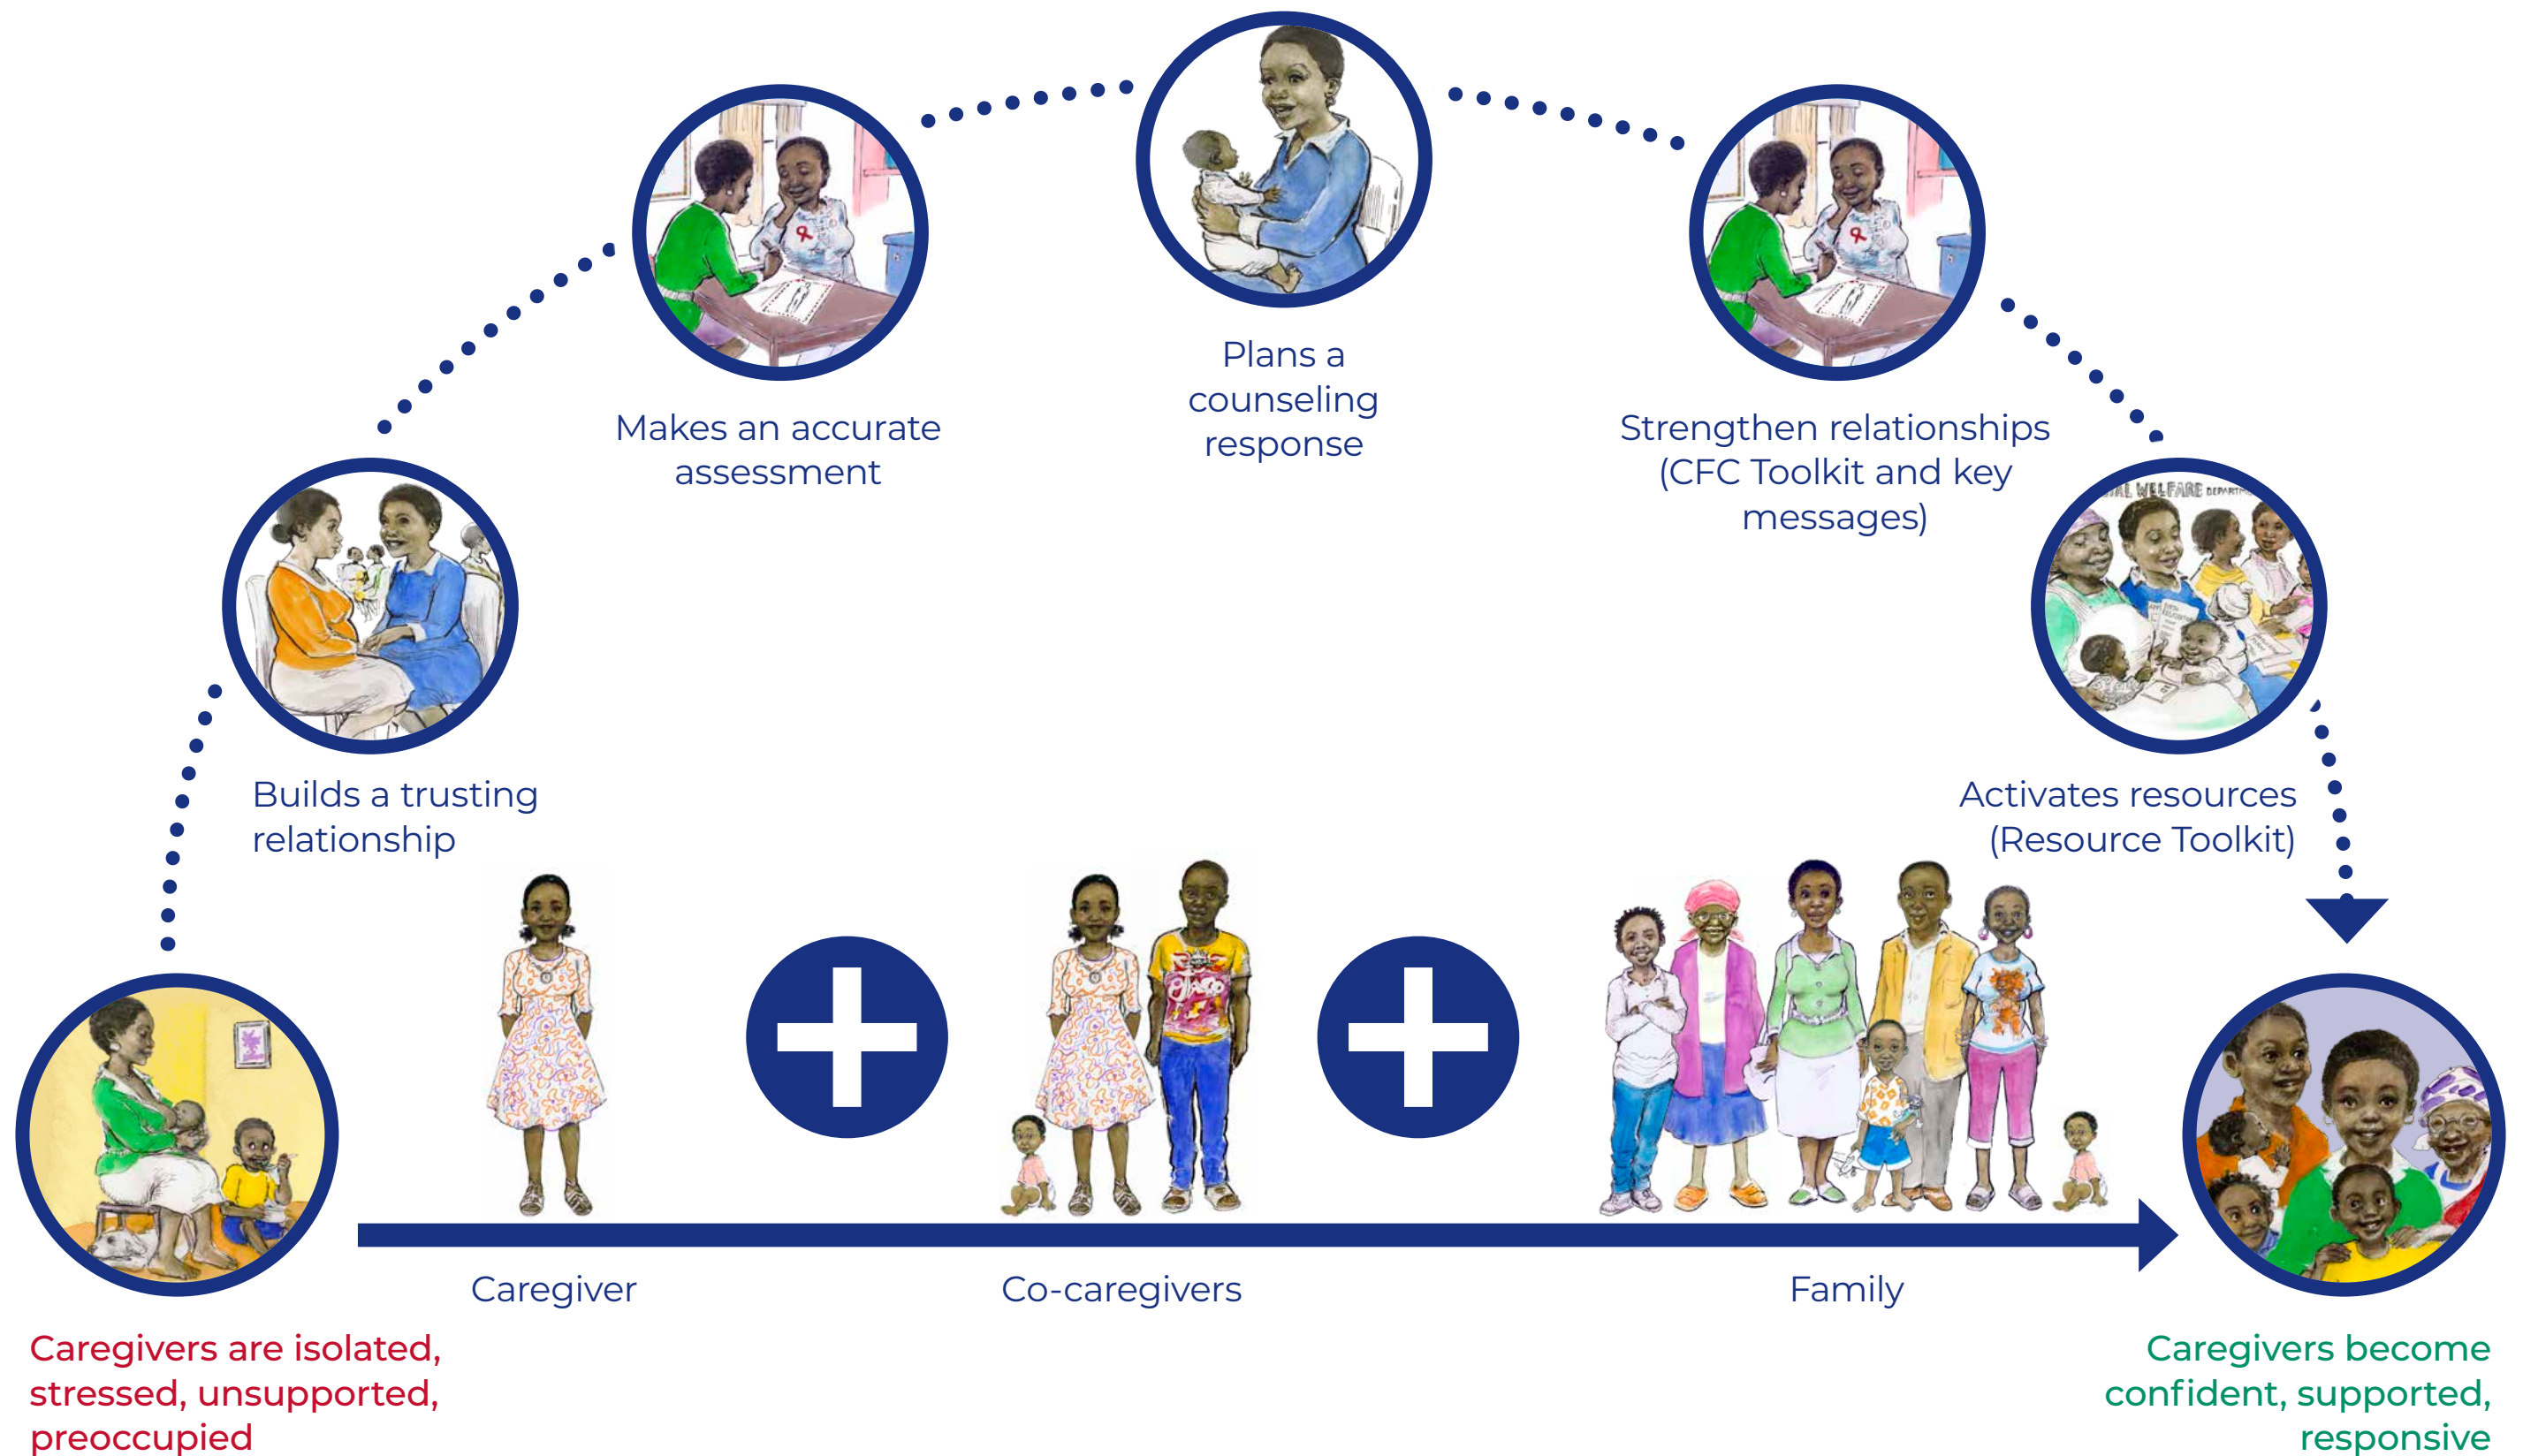 Plans a
counseling
response
Makes an accurate
assessment
Strengthen relationships
(CFC Toolkit and key
messages)
WELFARE
Builds a trusting
relationship
Activates resources
(Resource Toolkit)
Caregiver
Co-caregivers
Family
Caregivers are isolated,
stressed, unsupported,
preoccupied
Caregivers become
confident, supported,
responsive